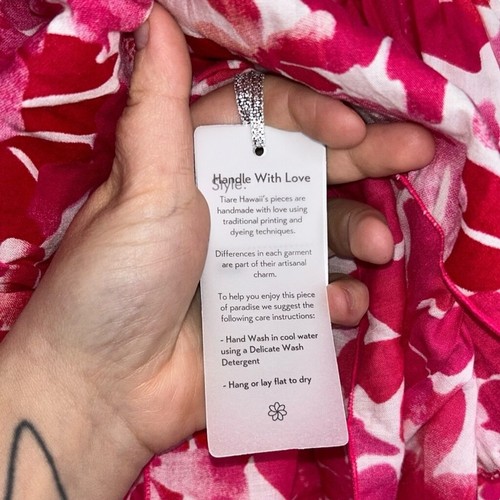 Handle With Love
Style:
Tiare Hawaii's pieces are
handmade with love using
traditional printing and
dyeing techniques.
Differences in each garment
are part of their artisanal
charm.
To help you enjoy this piece
of paradise we suggest the
following care instructions:
- Hand Wash in cool water
using a Delicate Wash
Detergent
- Hang or lay flat to dry